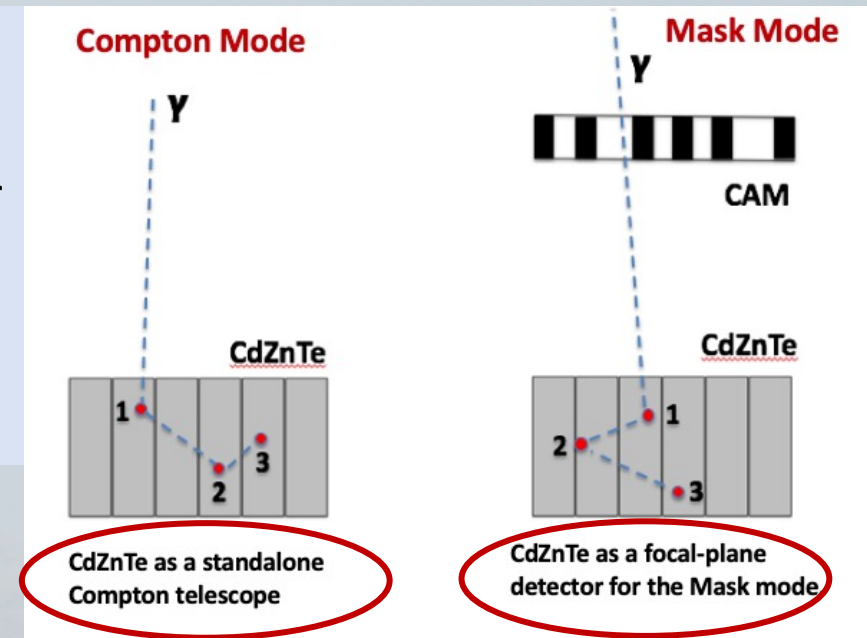 Compton Mode
γ
CdZnTe
1
2
3
CdZnTe as a standalone
Compton telescope
Mask Mode
γ
CAM
CdZnTe
1
2
3
CdZnTe as a focal-plane
detector for the Mask mode